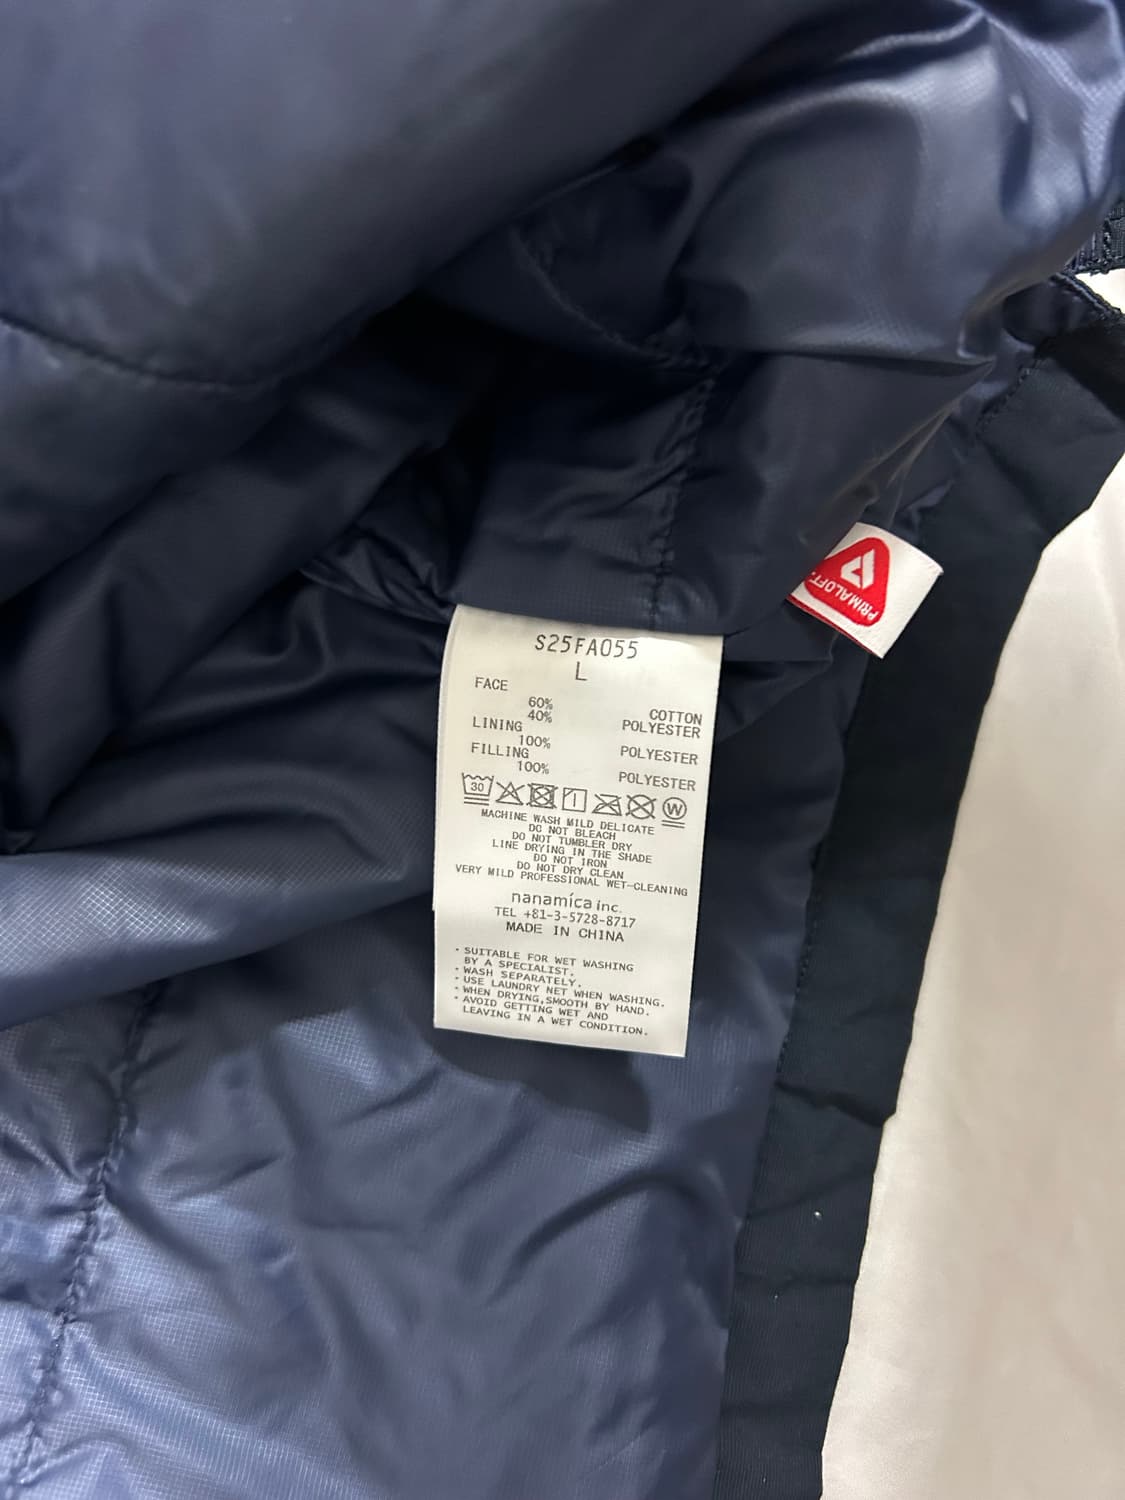 PRIMALOFT
S25FA055
L
FACE
60% COTTON
40% POLYESTER
LINING
100% POLYESTER
FILLING
100% POLYESTER
30 W
MACHINE WASH MILD DELICATE
DO NOT BLEACH
DO NOT TUMBLER DRY
LINE DRYING IN THE SHADE
DO NOT IRON
DO NOT DRY CLEAN
VERY MILD PROFESSIONAL WET-CLEANING
nanamica inc.
TEL +81-3-5728-8717
MADE IN CHINA
・SUITABLE FOR WET WASHING
BY A SPECIALIST.
・WASH SEPARATELY.
・USE LAUNDRY NET WHEN WASHING.
・WHEN DRYING,SMOOTH BY HAND.
・AVOID GETTING WET AND
LEAVING IN A WET CONDITION.